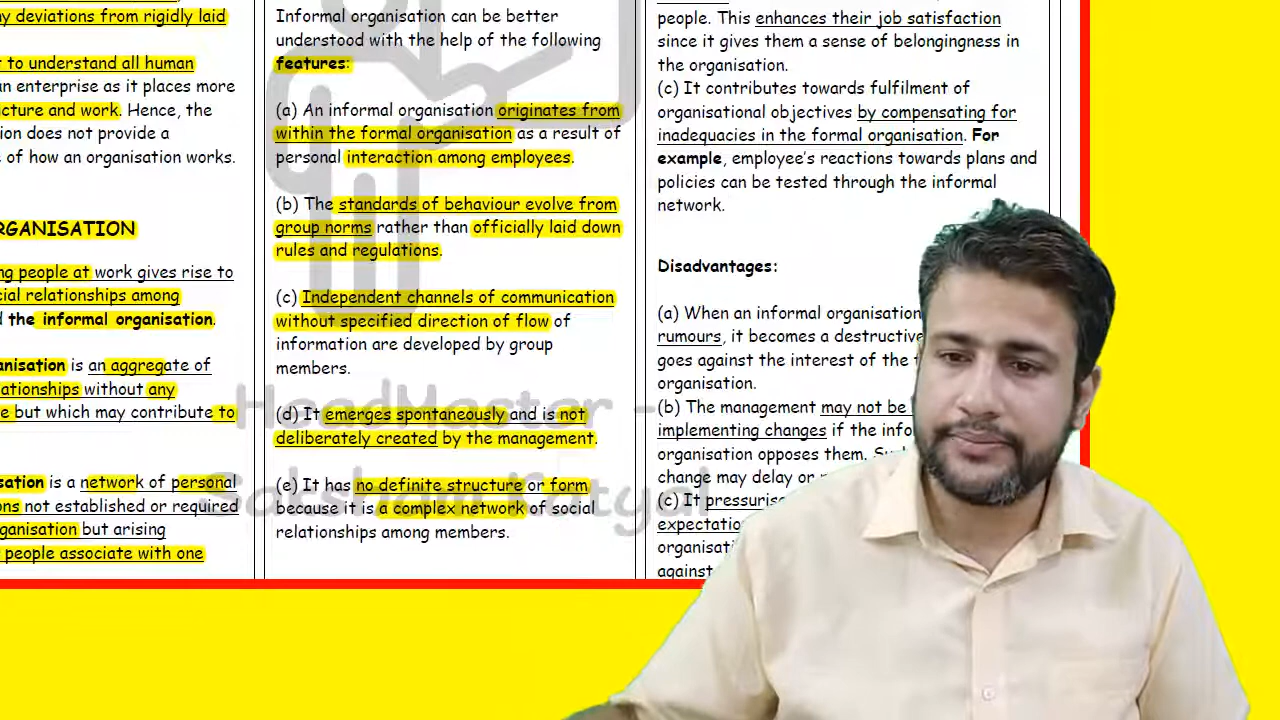 ny deviations from rigidly laid
t to understand all human
an enterprise as it places more
cture and work. Hence, the
ion does not provide a
e of how an organisation works.
RGANISATION
ng people at work gives rise to
cial relationships among
d the informal organisation.
anisation is an aggregate of
ationships without any
e but which may contribute to
sation is a network of personal
ons not established or required
rganisation but arising
people associate with one
Informal organisation can be better
understood with the help of the following
features:
(a) An informal organisation originates from
within the formal organisation as a result of
personal interaction among employees.
(b) The standards of behaviour evolve from
group norms rather than officially laid down
rules and regulations.
(c) Independent channels of communication
without specified direction of flow of
information are developed by group
members.
(d) It emerges spontaneously and is not
deliberately created by the management.
(e) It has no definite structure or form
because it is a complex network of social
relationships among members.
people. This enhances their job satisfaction
since it gives them a sense of belongingness in
the organisation.
(c) It contributes towards fulfilment of
organisational objectives by compensating for
inadequacies in the formal organisation. For
example, employee's reactions towards plans and
policies can be tested through the informal
network.
Disadvantages:
(a) When an informal organisation
rumours, it becomes a destructive
goes against the interest of the
organisation.
(b) The management may not be
implementing changes if the info
organisation opposes them.
change may delay or
(c) It pressuris
expectatio
organisati
against
HeadMaster -
Saksham Katyal